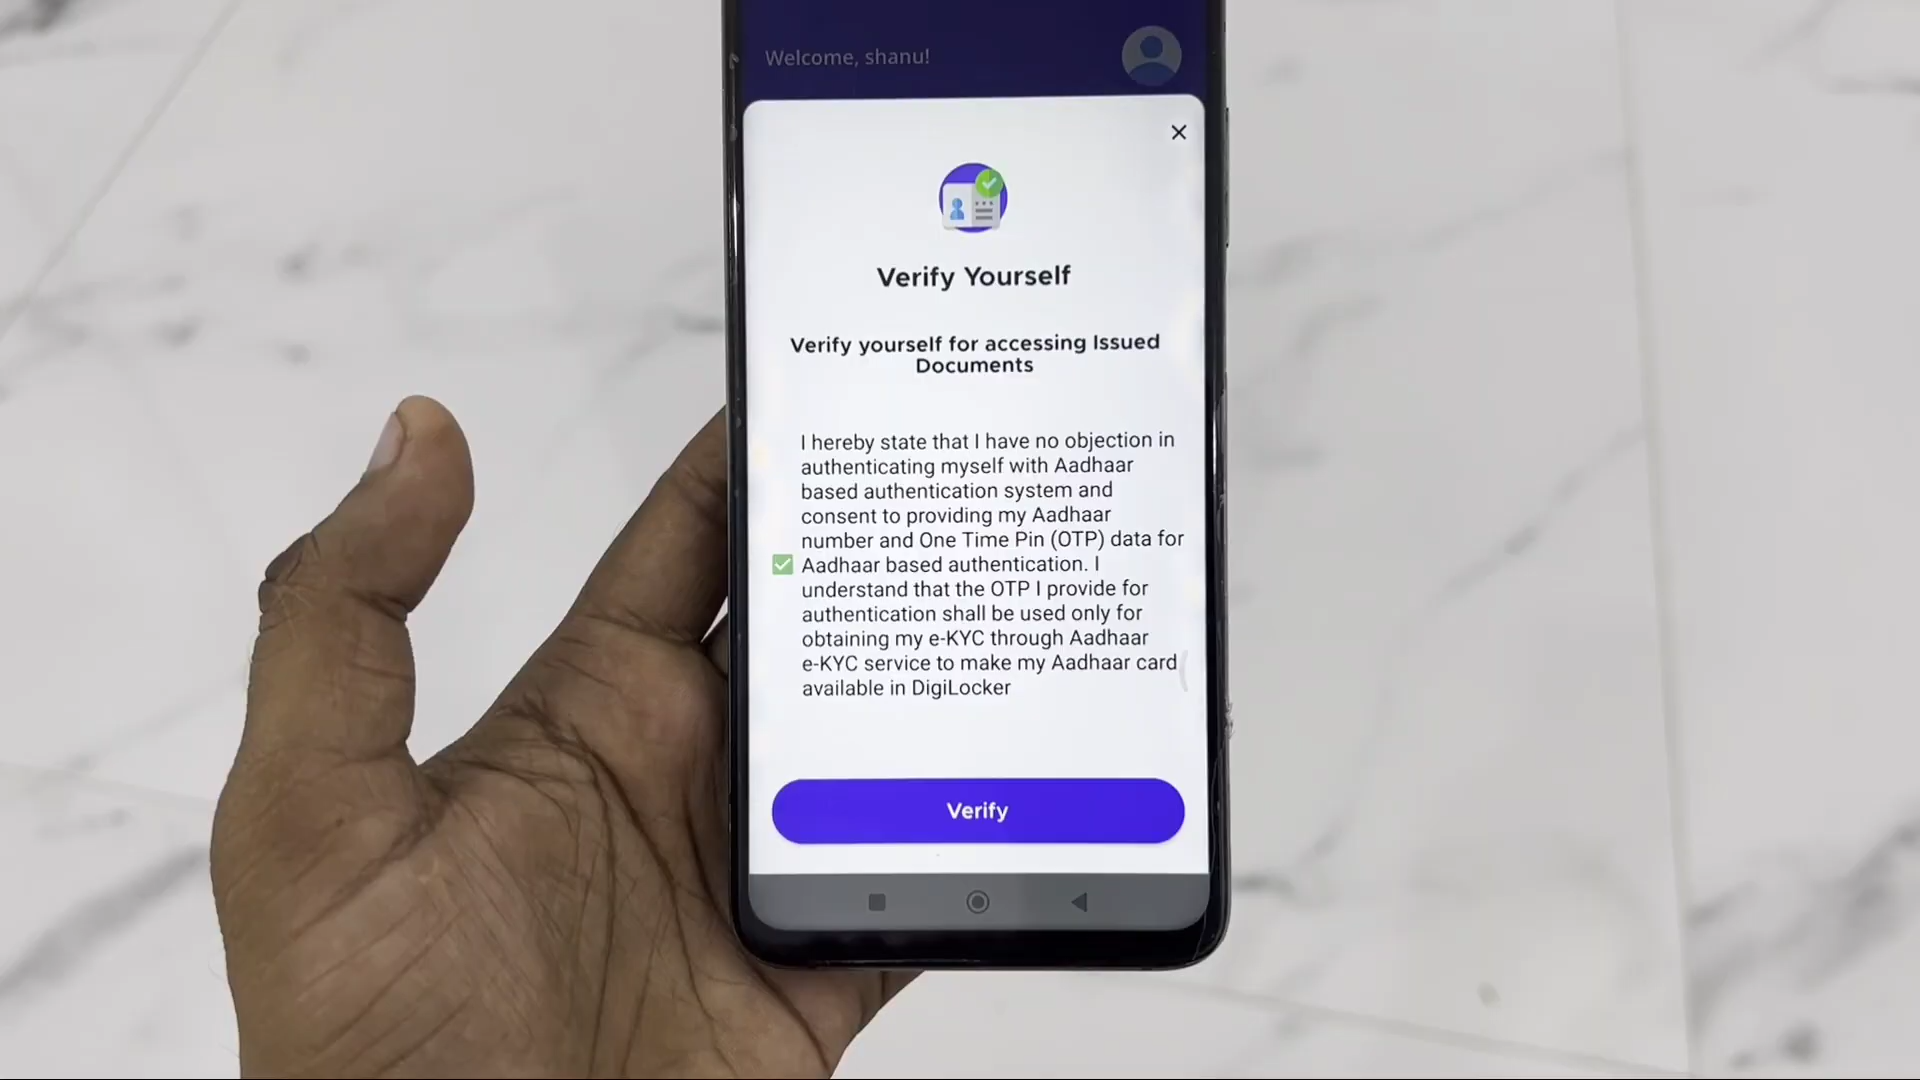 Welcome, shanu!
Verify Yourself
Verify yourself for accessing Issued
Documents
I hereby state that I have no objection in
authenticating myself with Aadhaar
based authentication system and
consent to providing my Aadhaar
number and One Time Pin (OTP) data for
Aadhaar based authentication. I
understand that the OTP I provide for
authentication shall be used only for
obtaining my e-KYC through Aadhaar
e-KYC service to make my Aadhaar card
available in DigiLocker
Verify